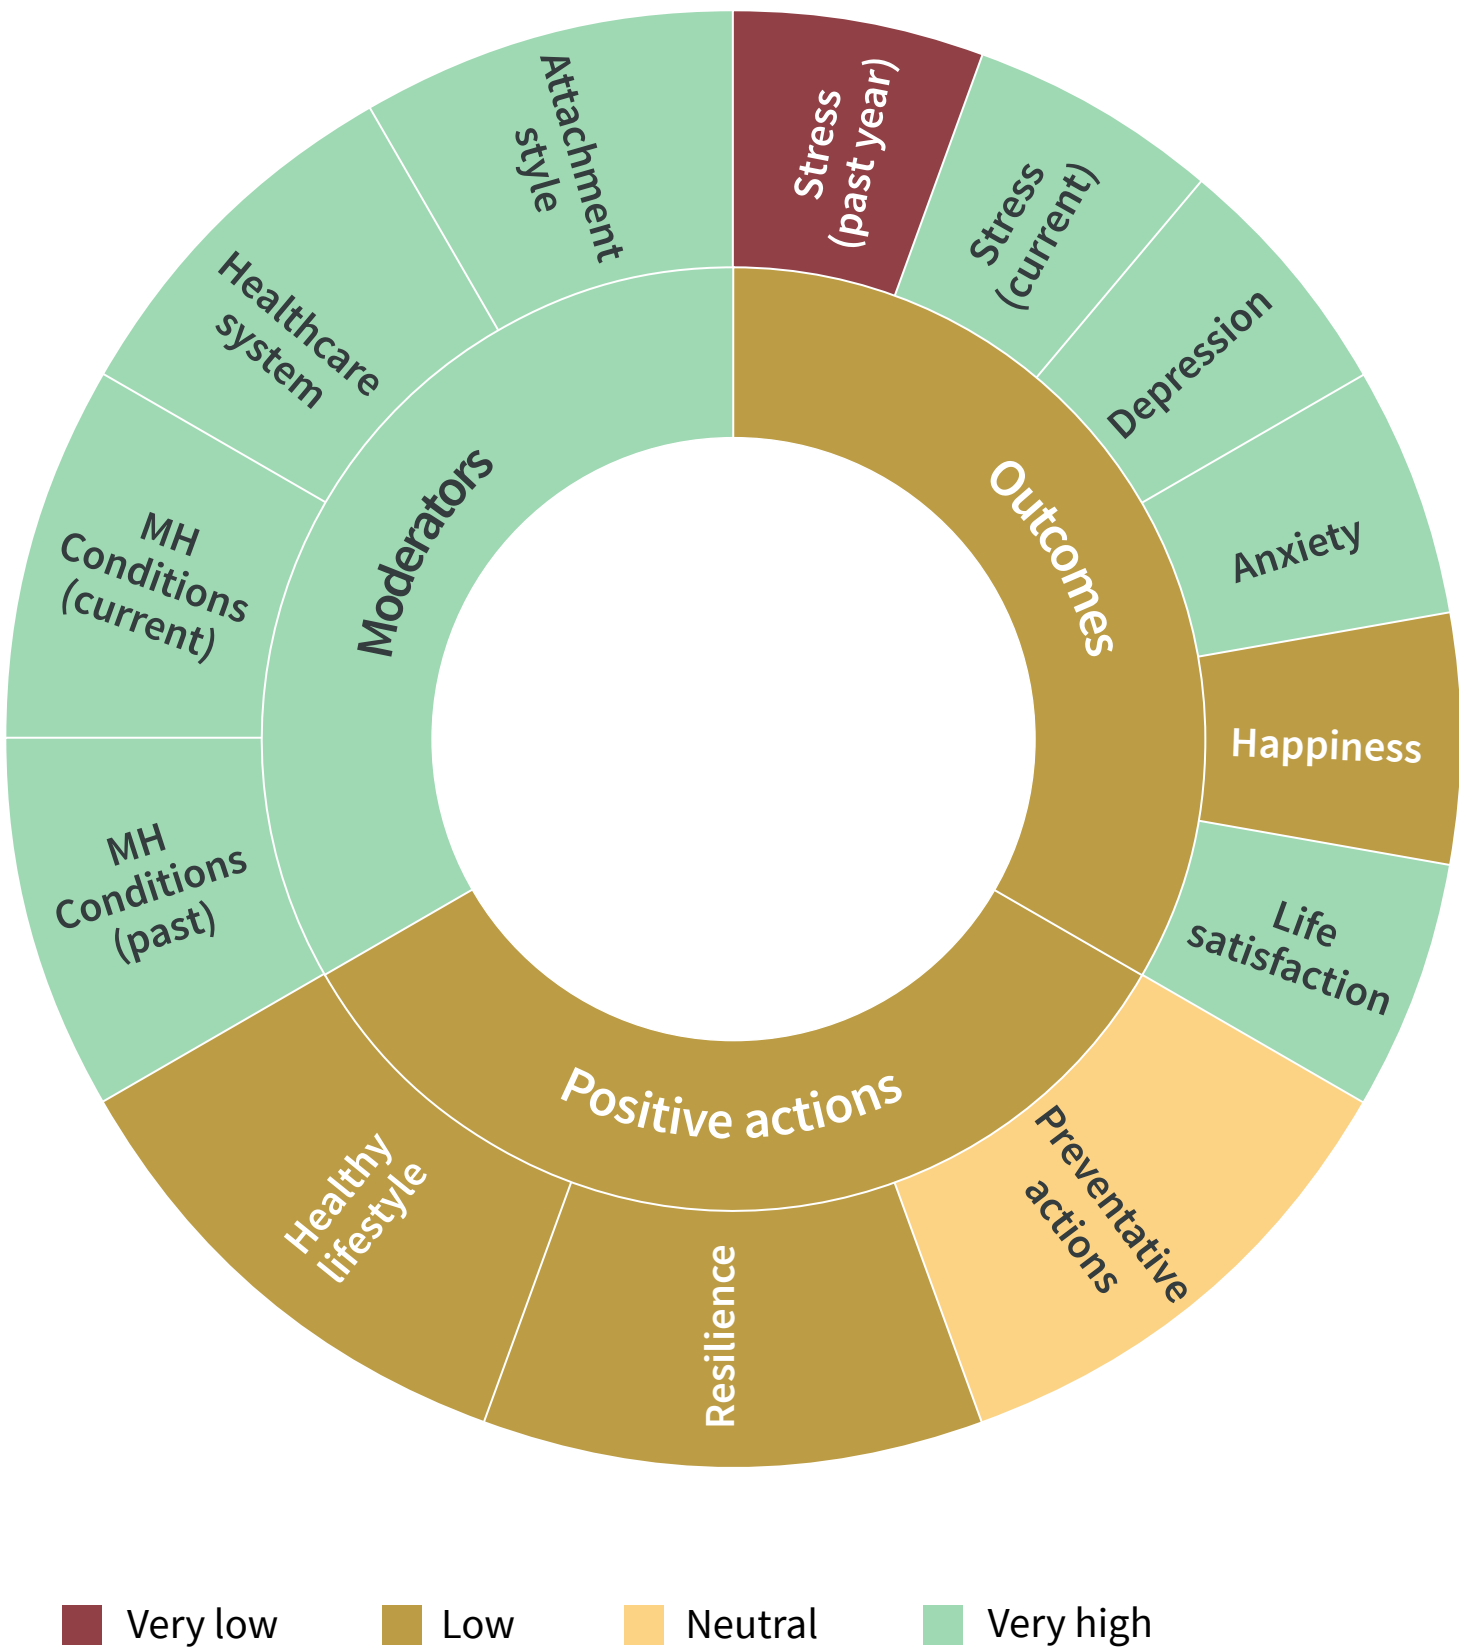 Stress
(past year)
Stress
(current)
Depression
Anxiety
Happiness
Life
satisfaction
Preventative
actions
Resilience
Healthy
lifestyle
MH
Conditions
(past)
MH
Conditions
(current)
Healthcare
system
Attachment
style
Outcomes
Positive actions
Moderators
Very low
Low
Neutral
Very high